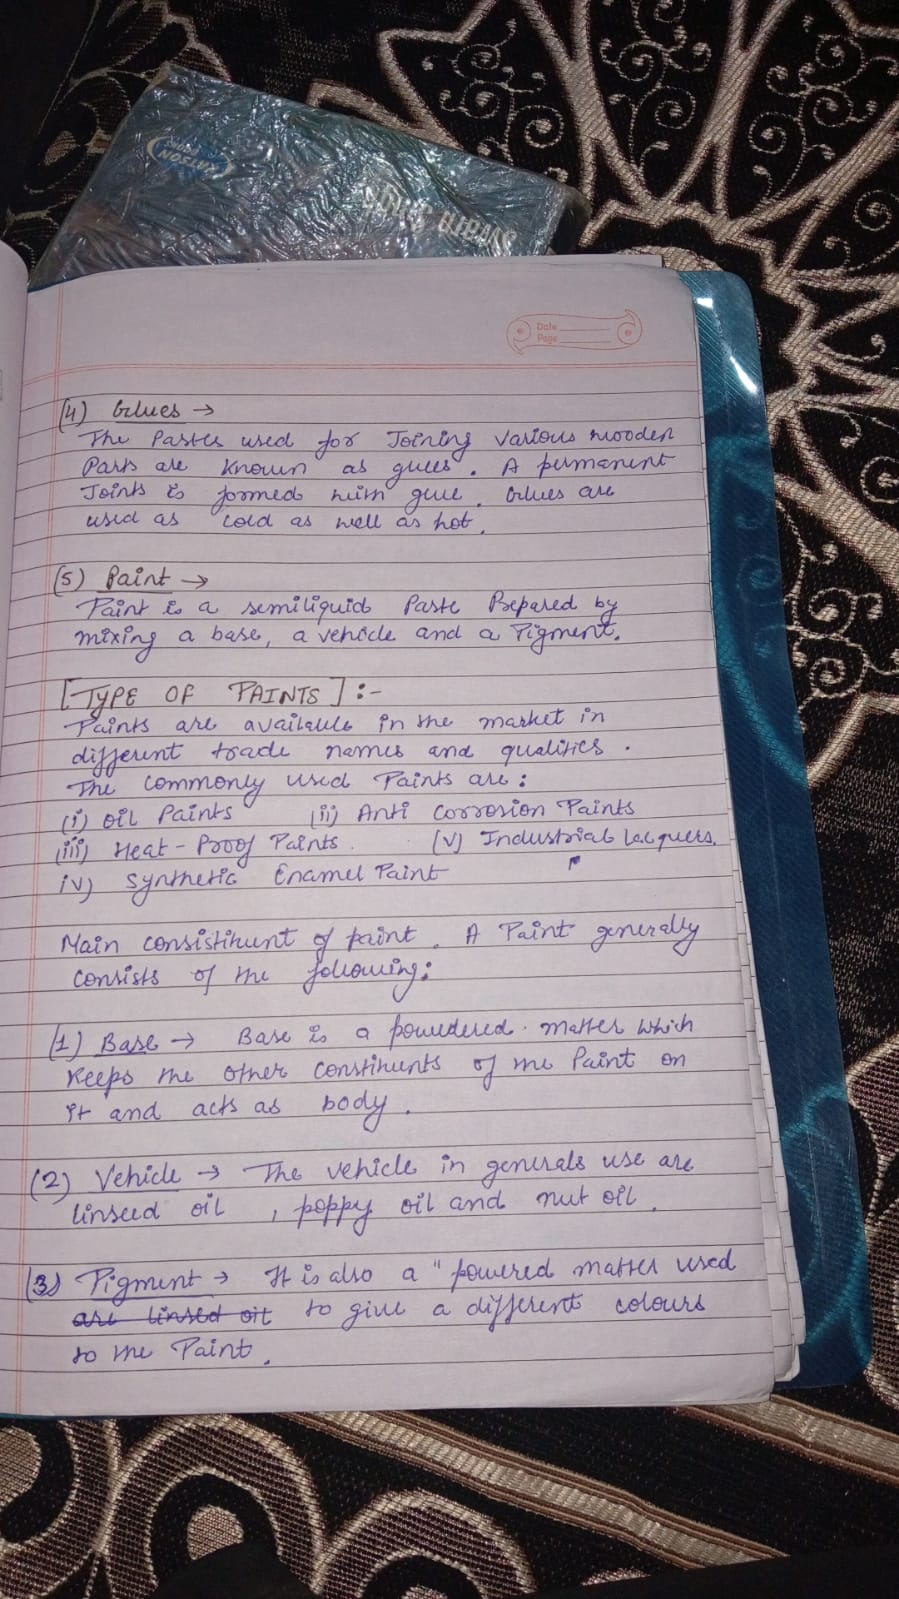 WATSON
Date
Page
(4) Glues →
The Pastes used for Joining various wooden
Parts are known as glues. A permanent
Joints is formed with glue. Glues are
used as cold as well as hot.
(5) Paint →
Paint is a semiliquid Paste Prepared by
mixing a base, a vehicle and a Pigment.
[TYPE OF PAINTS] :-
Paints are available in the market in
different trade names and qualities.
The commonly used Paints are :
(i) Oil Paints (ii) Anti Corrosion Paints
(iii) Heat-Proof Paints. (v) Industrial Lacquers.
iv) Synthetic Enamel Paint
Main consistituent of paint. A Paint generally
consists of the following:
(1) Base → Base is a powedered matter which
Keeps the other constituents of the Paint on
it and acts as body.
(2) Vehicle → The vehicle in generals use are
linseed oil , poppy oil and nut oil.
(3) Pigment → It is also a " powered matter used
are linsed oil to give a different colours
to the Paint.